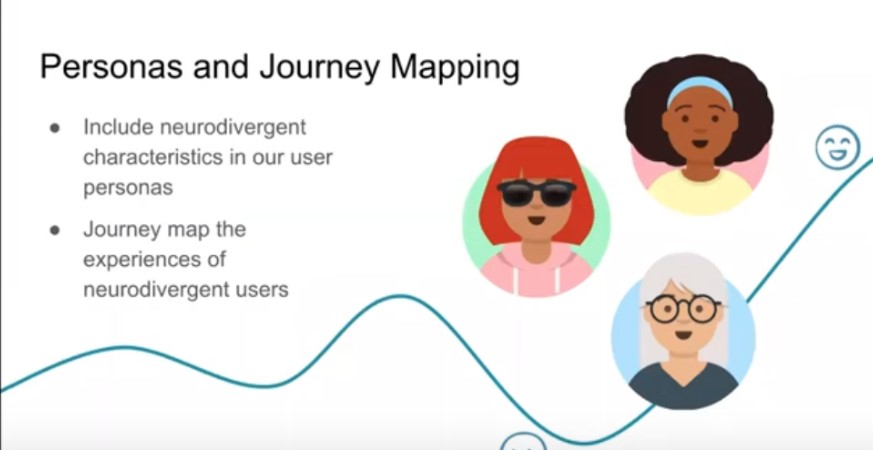 Personas and Journey Mapping
● Include neurodivergent
characteristics in our user
personas
● Journey map the
experiences of
neurodivergent users